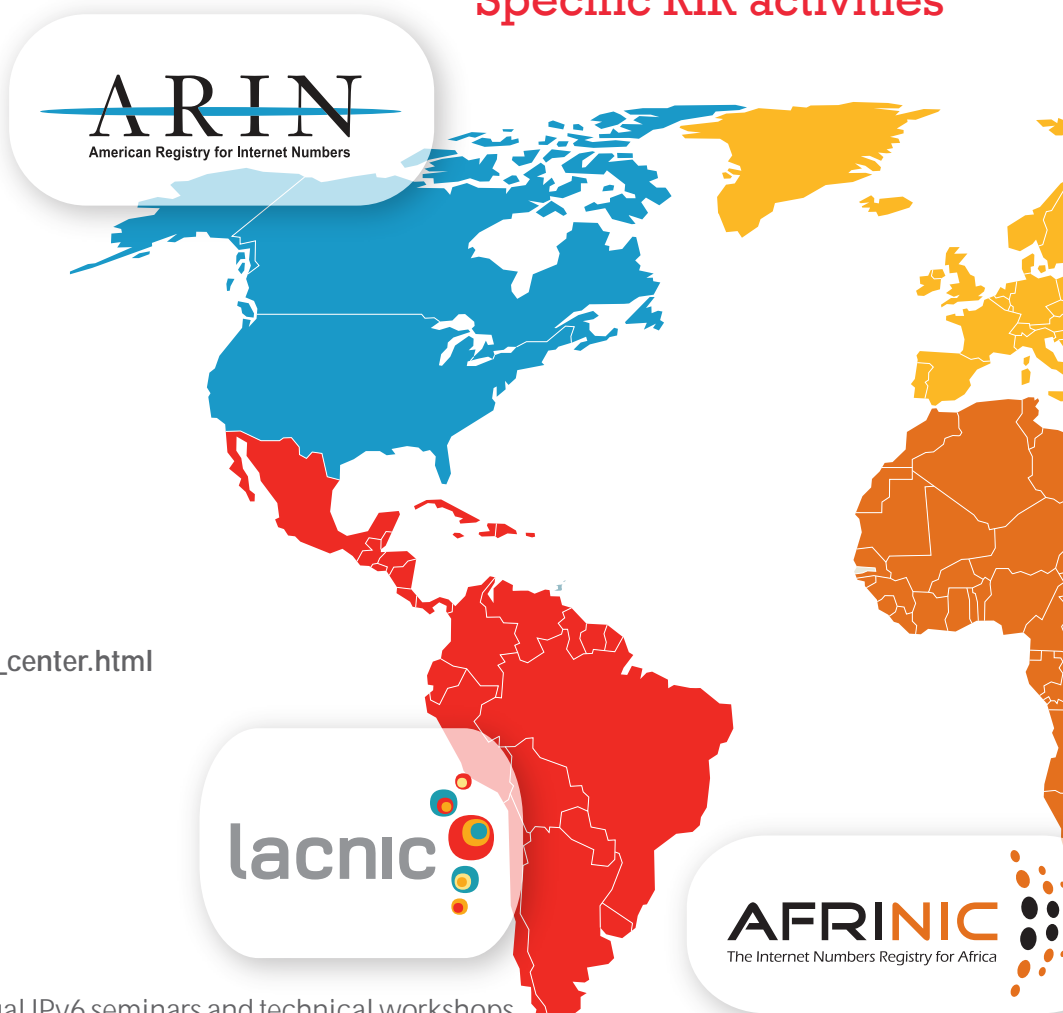 Specific RIR activities
ARIN
American Registry for Internet Numbers
_center.html
lacnic
AFRINIC
The Internet Numbers Registry for Africa
IPv6 seminars and technical workshops